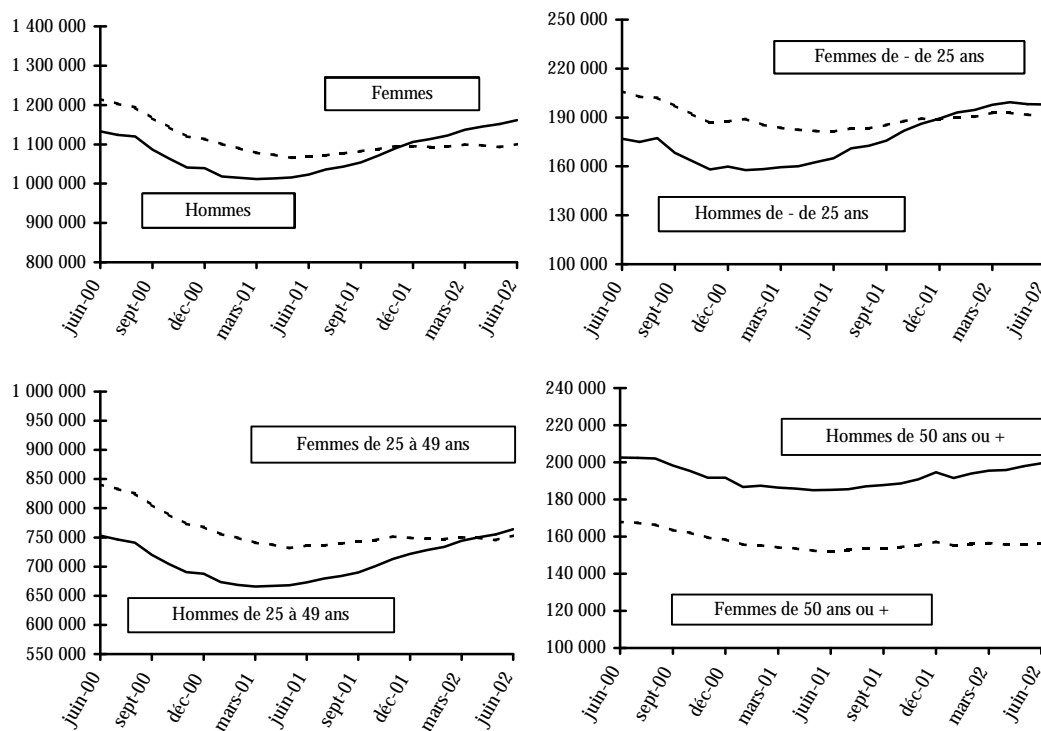 1 400 000
1 300 000
1 200 000
1 100 000
1 000 000
900 000
800 000
Femmes
Hommes
juin-00
sept-00
déc-00
mars-01
juin-01
sept-01
déc-01
mars-02
juin-02
250 000
220 000
190 000
160 000
130 000
100 000
Femmes de - de 25 ans
Hommes de - de 25 ans
juin-00
sept-00
déc-00
mars-01
juin-01
sept-01
déc-01
mars-02
juin-02
1 000 000
950 000
900 000
850 000
800 000
750 000
700 000
650 000
600 000
550 000
Femmes de 25 à 49 ans
Hommes de 25 à 49 ans
juin-00
sept-00
déc-00
mars-01
juin-01
sept-01
déc-01
mars-02
juin-02
240 000
220 000
200 000
180 000
160 000
140 000
120 000
100 000
Hommes de 50 ans ou +
Femmes de 50 ans ou +
juin-00
sept-00
déc-00
mars-01
juin-01
sept-01
déc-01
mars-02
juin-02